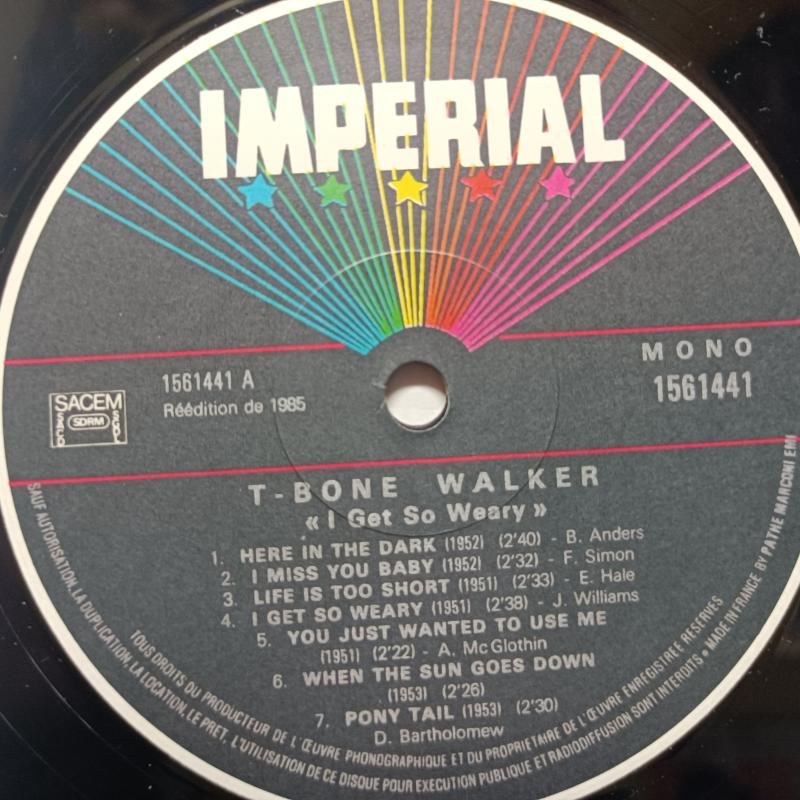 IMPERIAL
MONO
1561441 A
1561441
Réédition de 1985
SACEM
SDRM
SACD
SGDL
T-BONE WALKER
« I Get So Weary »
1. HERE IN THE DARK (1952) (2'40) - B. Anders
2. I MISS YOU BABY (1952) (2'32) - F. Simon
3. LIFE IS TOO SHORT (1951) (2'33) - E. Hale
4. I GET SO WEARY (1951) (2'38) - J. Williams
5. YOU JUST WANTED TO USE ME
(1951) (2'22) - A. McGlothin
6. WHEN THE SUN GOES DOWN
(1953) (2'26)
7. PONY TAIL (1953) (2'30)
D. Bartholomew
TOUS DROITS DU PRODUCTEUR DE L'ŒUVRE PHONOGRAPHIQUE ET DU PROPRIETAIRE DE L'ŒUVRE ENREGISTREE RESERVES
SAUF AUTORISATION, LA DUPLICATION, LA LOCATION, LE PRET, L'UTILISATION DE CE DISQUE POUR EXECUTION PUBLIQUE ET RADIODIFFUSION SONT INTERDITS • MADE IN FRANCE BY PATHE MARCONI EMI